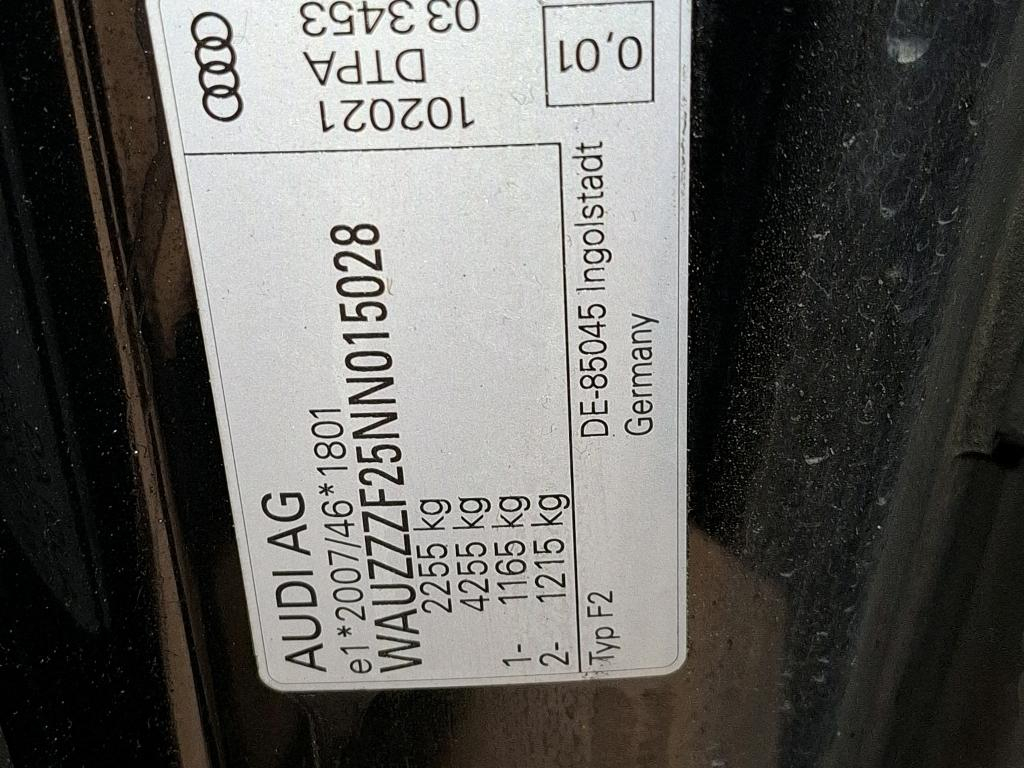 AUDI AG
e1*2007/46*1801
WAUZZZF25NN015028
2255 kg
4255 kg
1- 1165 kg
2- 1215 kg
Typ F2
DE-85045 Ingolstadt
Germany
102021
DTPA
03 3453
0,01